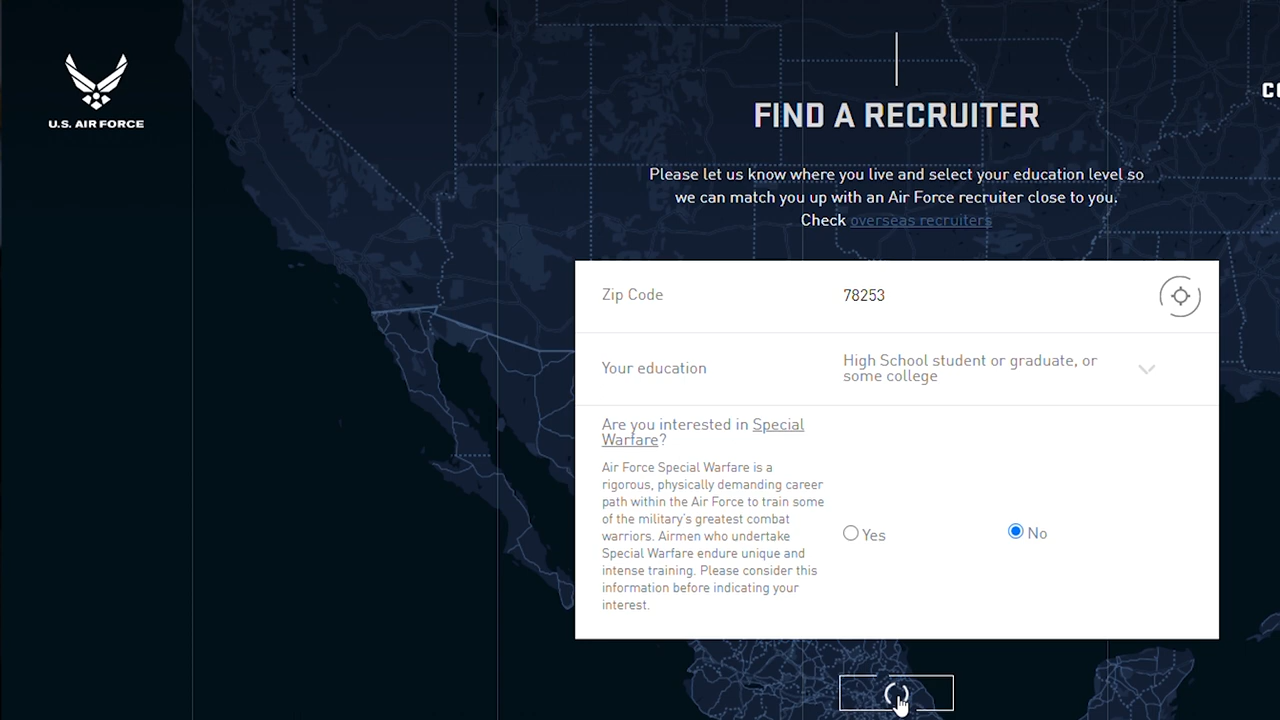 U.S. AIR FORCE
FIND A RECRUITER
Please let us know where you live and select your education level so
we can match you up with an Air Force recruiter close to you.
Check overseas recruiters
Zip Code
78253
Your education
High School student or graduate, or
some college
Are you interested in Special
Warfare?
Air Force Special Warfare is a
rigorous, physically demanding career
path within the Air Force to train some
of the military's greatest combat
warriors. Airmen who undertake
Special Warfare endure unique and
intense training. Please consider this
information before indicating your
interest.
Yes
No